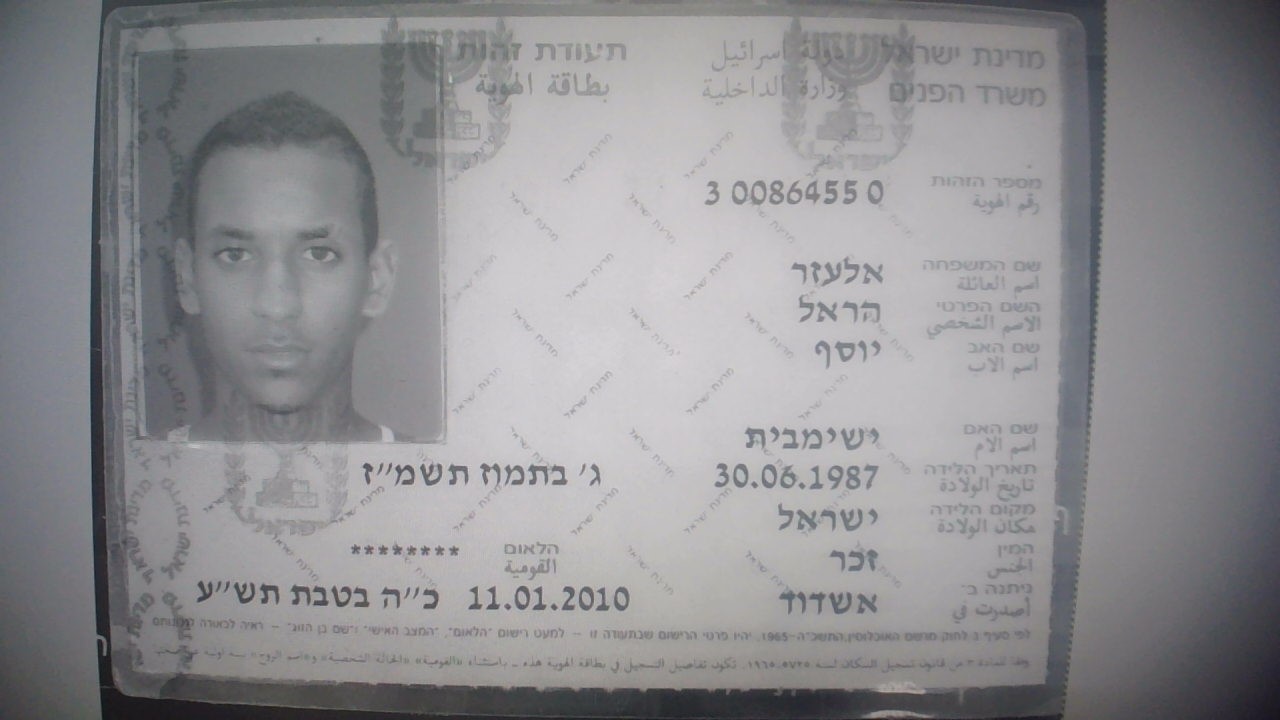 מדינת ישראל دولة اسرائيل תעודת זהות
משרד הפנים وزارة الداخلية بطاقة الهوية
מספר הזהות 3 0086455 0
رقم الهوية
שם המשפחה אלעזר
اسم العائلة
השם הפרטי הראל
الاسم الشخصي
שם האב יוסף
اسم الاب
שם האם ישימבית
اسم الام
תאריך הלידה 30.06.1987 ג' בתמוז תשמ"ז
تاريخ الولادة
מקום הלידה ישראל
مكان الولادة
המין זכר הלאום ********
الجنس القومية
ניתנה ב־ אשדוד 11.01.2010 כ"ה בטבת תש"ע
أصدرت في
לפי סעיף 3 לחוק מרשם האוכלוסין,התשכ"ה-1965, יהיו פרטי הרישום שבתעודה זו - למעט רישום "הלאום", "המצב האישי" ו"שם בן הזוג" - ראיה לכאורה לנכונותם